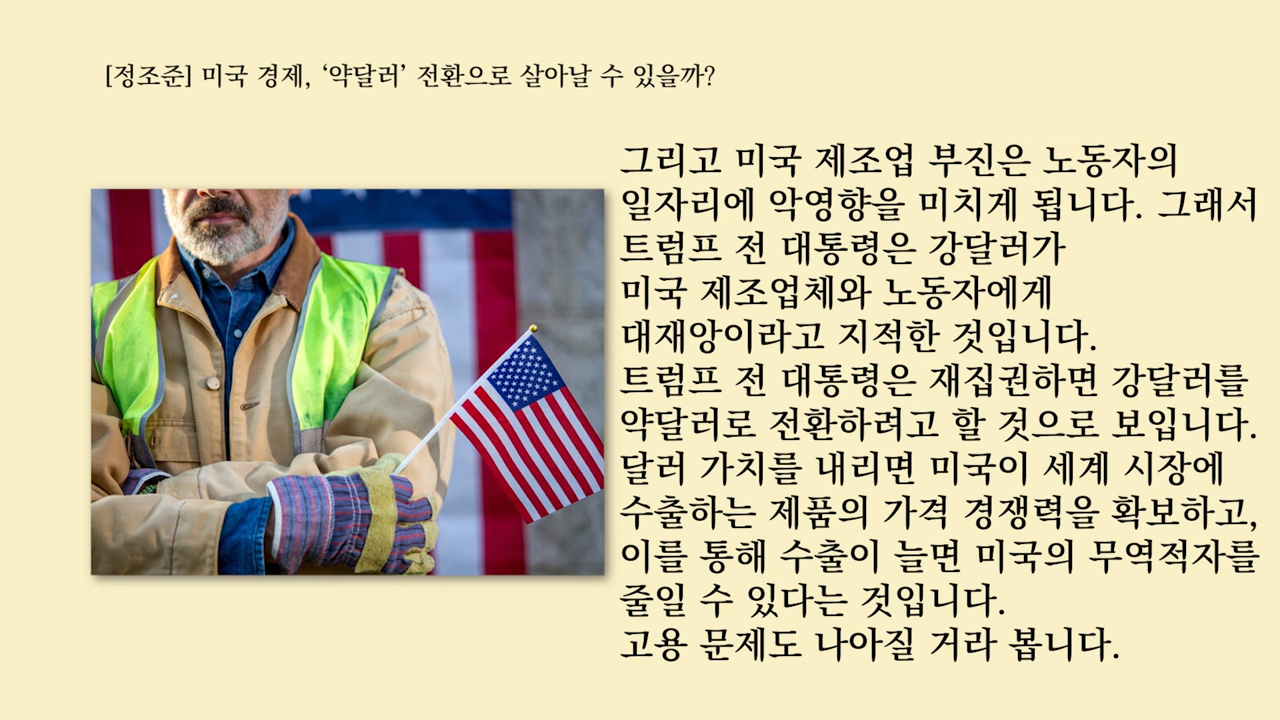 [정조준] 미국 경제, ‘약달러’ 전환으로 살아날 수 있을까?
그리고 미국 제조업 부진은 노동자의
일자리에 악영향을 미치게 됩니다. 그래서
트럼프 전 대통령은 강달러가
미국 제조업체와 노동자에게
대재앙이라고 지적한 것입니다.
트럼프 전 대통령은 재집권하면 강달러를
약달러로 전환하려고 할 것으로 보입니다.
달러 가치를 내리면 미국이 세계 시장에
수출하는 제품의 가격 경쟁력을 확보하고,
이를 통해 수출이 늘면 미국의 무역적자를
줄일 수 있다는 것입니다.
고용 문제도 나아질 거라 봅니다.